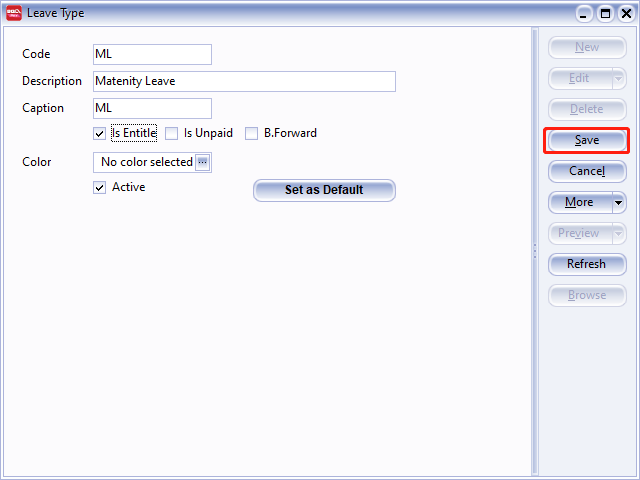 Leave Type
Code ML
Description Matenity Leave
Caption ML
Is Entitle Is Unpaid B.Forward
Color No color selected ...
Active Set as Default
New
Edit
Delete
Save
Cancel
More
Preview
Refresh
Browse